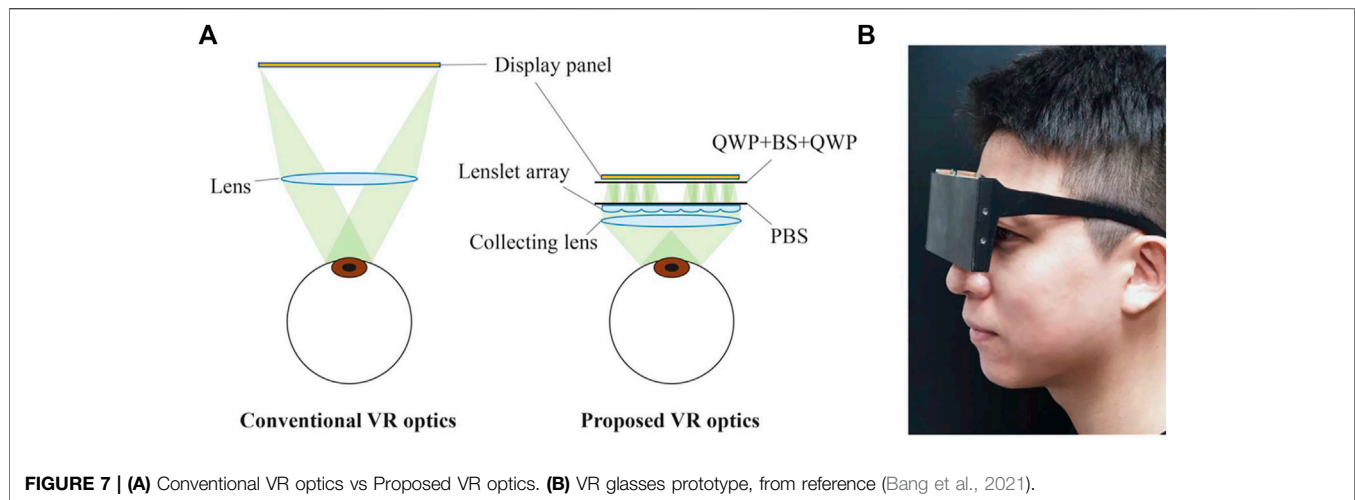 A
B
Display panel
QWP+BS+QWP
Lenslet array
Lens
Collecting lens
PBS
Conventional VR optics
Proposed VR optics
FIGURE 7 | (A) Conventional VR optics vs Proposed VR optics. (B) VR glasses prototype, from reference (Bang et al., 2021).